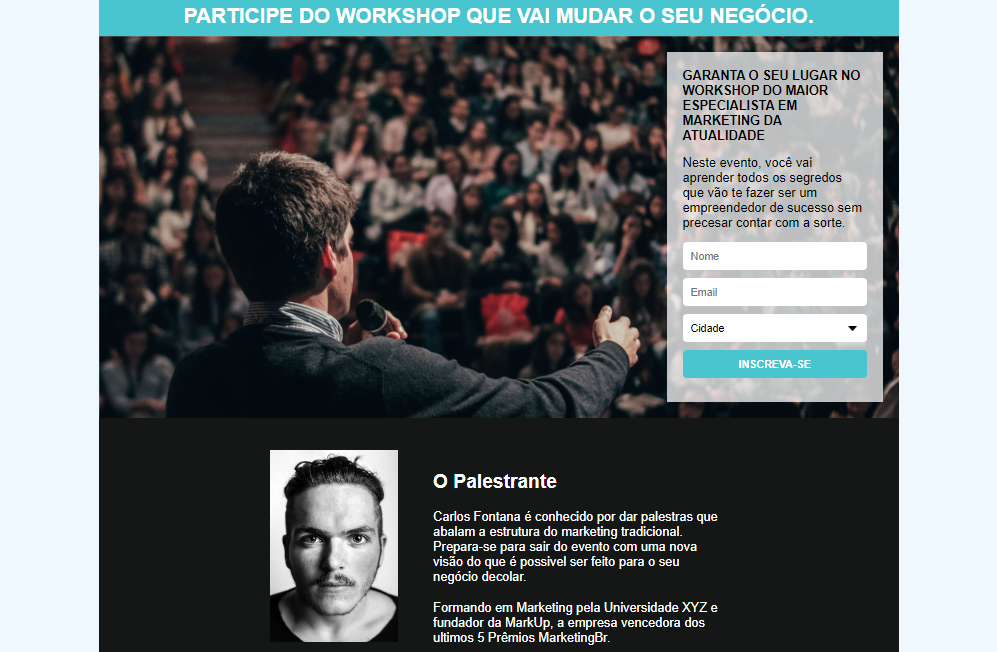 PARTICIPE DO WORKSHOP QUE VAI MUDAR O SEU NEGÓCIO.
GARANTA O SEU LUGAR NO
WORKSHOP DO MAIOR
ESPECIALISTA EM
MARKETING DA
ATUALIDADE
Neste evento, você vai
aprender todos os segredos
que vão te fazer ser um
empreendedor de sucesso sem
precesar contar com a sorte.
Nome
Email
Cidade
INSCREVA-SE
O Palestrante
Carlos Fontana é conhecido por dar palestras que
abalam a estrutura do marketing tradicional.
Prepara-se para sair do evento com uma nova
visão do que é possivel ser feito para o seu
negócio decolar.
Formando em Marketing pela Universidade XYZ e
fundador da MarkUp, a empresa vencedora dos
ultimos 5 Prêmios MarketingBr.